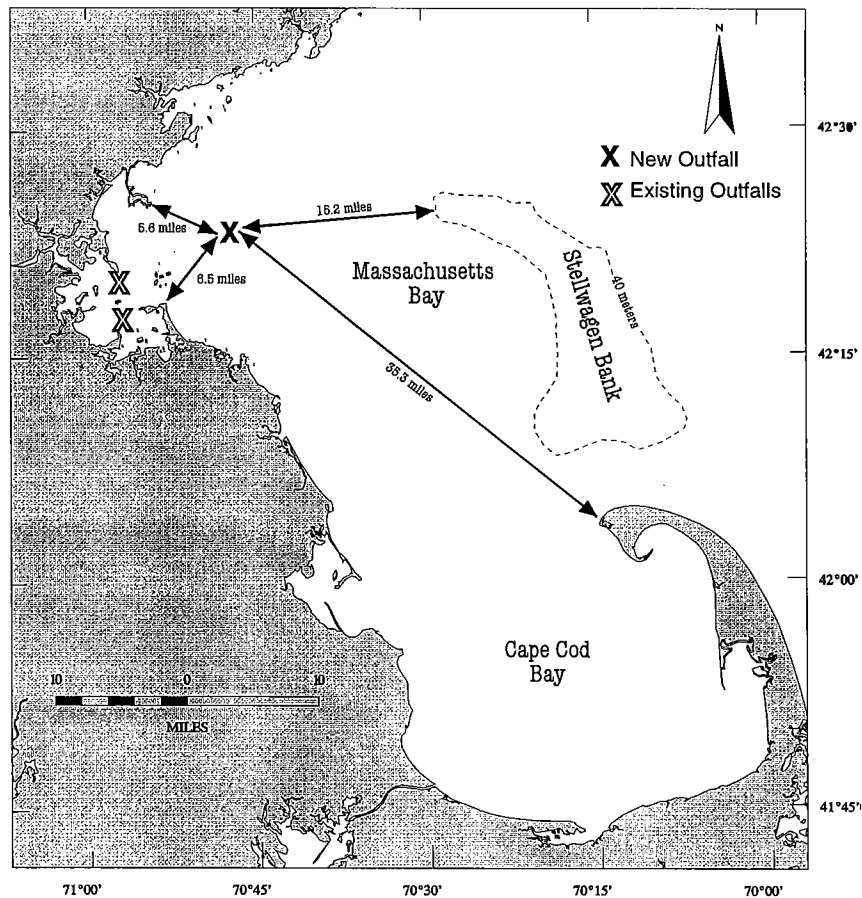 N
42°30'
X New Outfall
X Existing Outfalls
15.2 miles
5.6 miles
6.5 miles
Massachusetts
Bay
40 meters
Stellwagen Bank
42°15'
35.3 miles
42°00'
Cape Cod
Bay
10 0 10
MILES
41°45'
71°00' 70°45' 70°30' 70°15' 70°00'